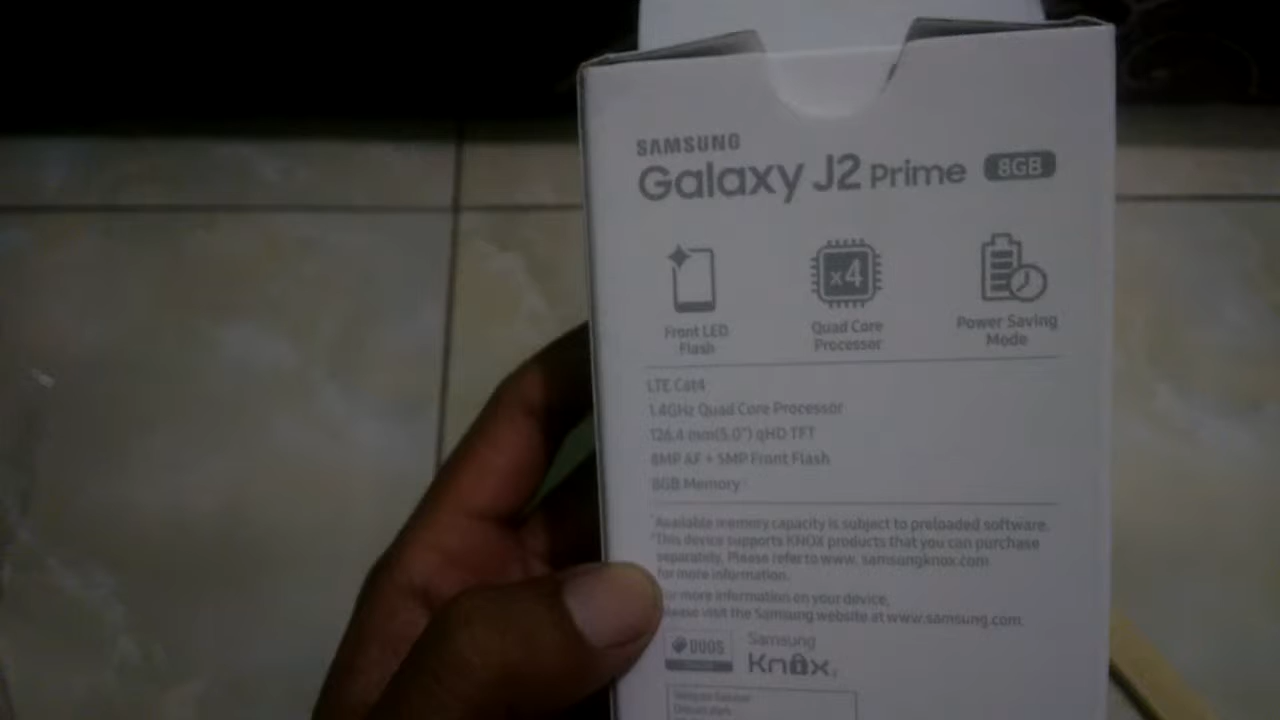 SAMSUNG
Galaxy J2 Prime 8GB
Front LED
Flash
x4
Quad Core
Processor
Power Saving
Mode
LTE Cat4
1.4GHz Quad Core Processor
126.4 mm(5.0") qHD TFT
8MP AF + 5MP Front Flash
8GB Memory
Available memory capacity is subject to preloaded software.
This device supports KNOX products that you can purchase
separately. Please refer to www. samsungknox.com
for more information.
more information on your device,
please visit the Samsung website at www.samsung.com.
DUOS
Samsung
Knox